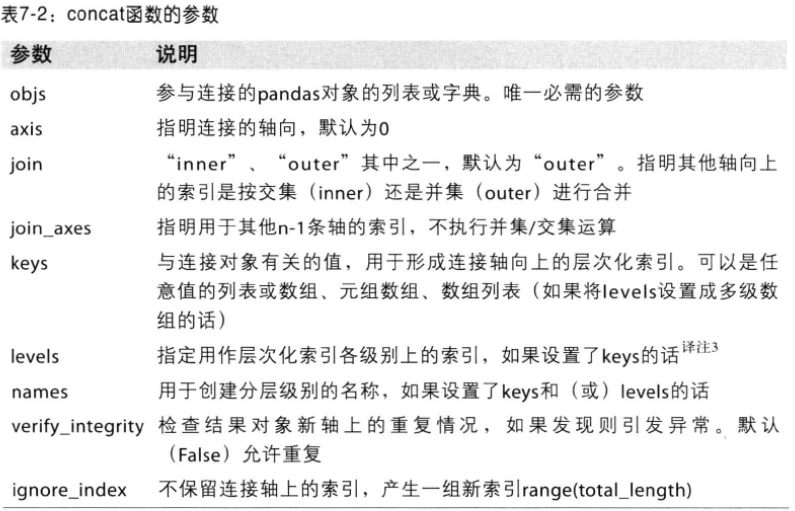 表7-2：concat函数的参数
参数 说明
objs 参与连接的pandas对象的列表或字典。唯一必需的参数
axis 指明连接的轴向，默认为0
join “inner”、“outer”其中之一，默认为“outer”。指明其他轴向上
的索引是按交集（inner）还是并集（outer）进行合并
join_axes 指明用于其他n-1条轴的索引，不执行并集/交集运算
keys 与连接对象有关的值，用于形成连接轴向上的层次化索引。可以是任
意值的列表或数组、元组数组、数组列表（如果将levels设置成多级数
组的话）
levels 指定用作层次化索引各级别上的索引，如果设置了keys的话译注3
names 用于创建分层级别的名称，如果设置了keys和（或）levels的话
verify_integrity 检查结果对象新轴上的重复情况，如果发现则引发异常。默认
（False）允许重复
ignore_index 不保留连接轴上的索引，产生一组新索引range(total_length)